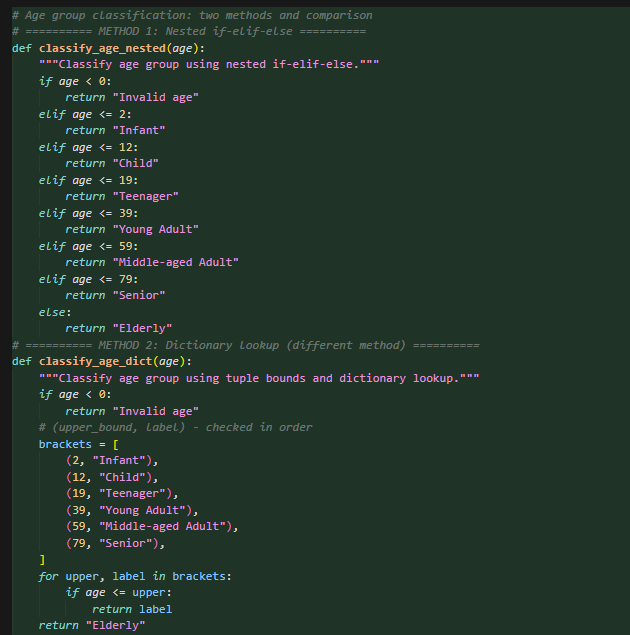 # Age group classification: two methods and comparison
# ========== METHOD 1: Nested if-elif-else ==========
def classify_age_nested(age):
    """Classify age group using nested if-elif-else."""
    if age < 0:
        return "Invalid age"
    elif age <= 2:
        return "Infant"
    elif age <= 12:
        return "Child"
    elif age <= 19:
        return "Teenager"
    elif age <= 39:
        return "Young Adult"
    elif age <= 59:
        return "Middle-aged Adult"
    elif age <= 79:
        return "Senior"
    else:
        return "Elderly"
# ========== METHOD 2: Dictionary Lookup (different method) ==========
def classify_age_dict(age):
    """Classify age group using tuple bounds and dictionary lookup."""
    if age < 0:
        return "Invalid age"
    # (upper_bound, label) - checked in order
    brackets = [
        (2, "Infant"),
        (12, "Child"),
        (19, "Teenager"),
        (39, "Young Adult"),
        (59, "Middle-aged Adult"),
        (79, "Senior"),
    ]
    for upper, label in brackets:
        if age <= upper:
            return label
    return "Elderly"